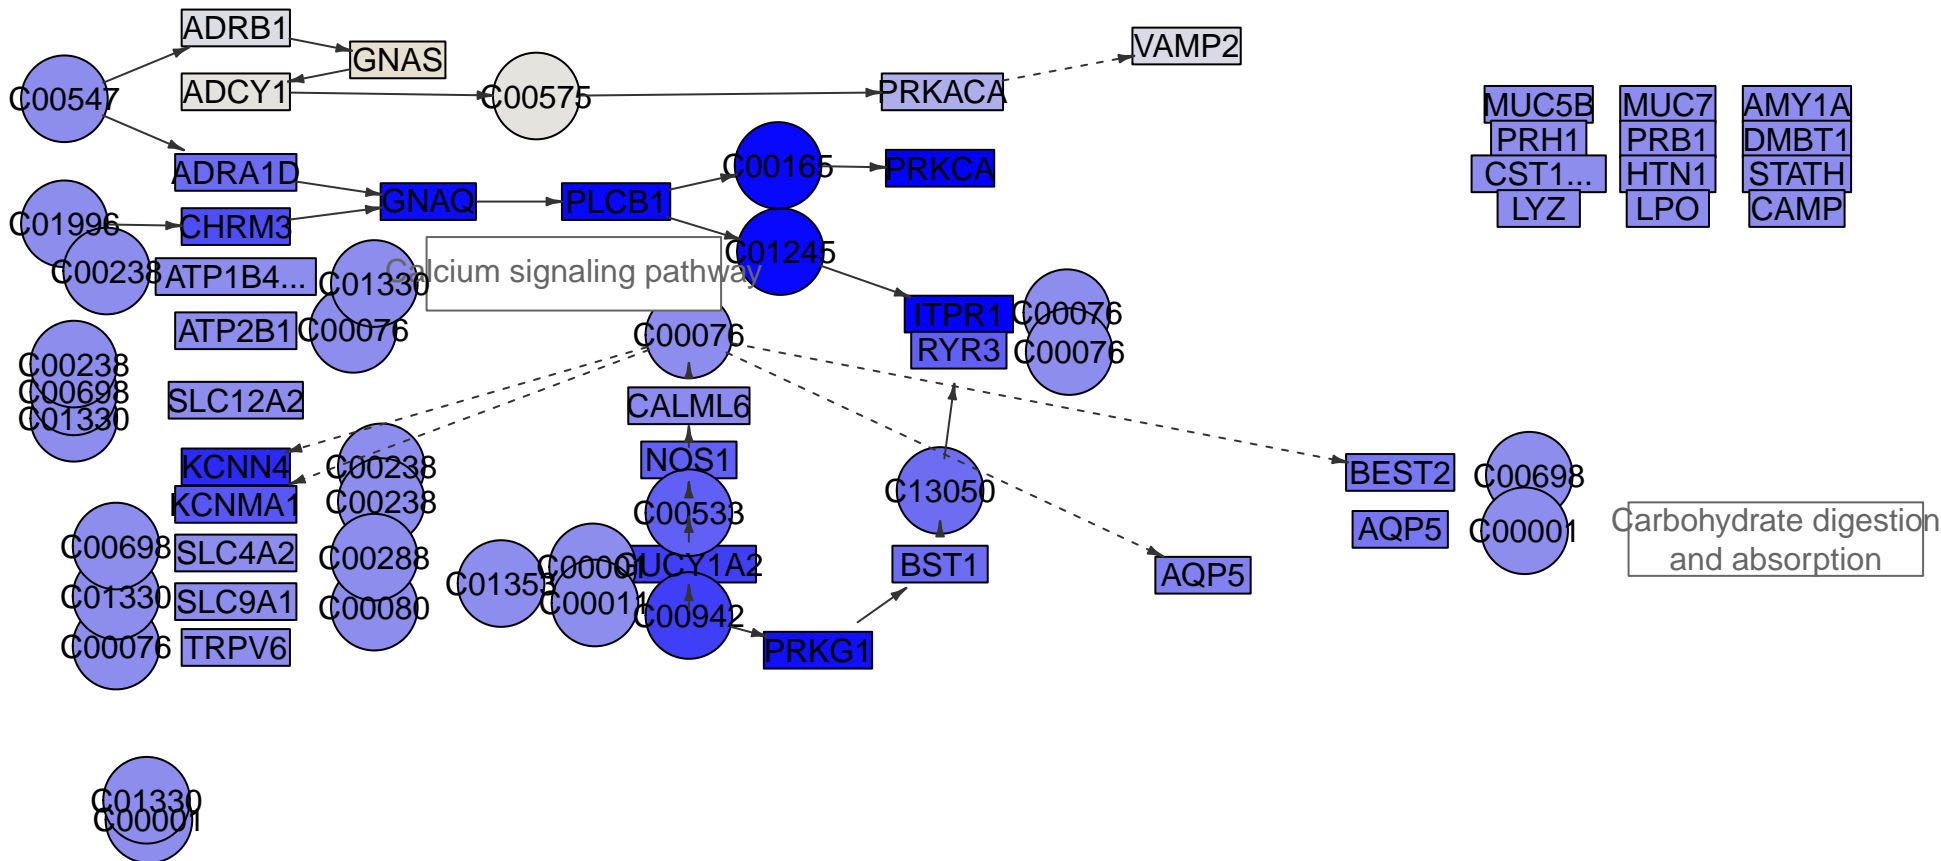 ADRB1
GNAS
VAMP2
C00547
ADCY1
C00575
PRKACA
MUC5B
MUC7
AMY1A
PRH1
PRB1
DMBT1
ADRA1D
C00165
PRKCA
CST1...
HTN1
STATH
GNAQ
PLCB1
LYZ
LPO
CAMP
C01996
CHRM3
C01245
C00238
ATP1B4...
C01330
Calcium signaling pathway
ITPR1
C00076
ATP2B1
C00076
C00076
RYR3
C00076
C00238
C00698
SLC12A2
CALML6
C01330
KCNN4
C00238
NOS1
BEST2
C00698
KCNMA1
C00238
C13050
C00533
Carbohydrate digestion
and absorption
AQP5
C00001
C00698
SLC4A2
C00288
C01353
C00001
GUCY1A2
BST1
AQP5
C01330
SLC9A1
C00080
C00011
C00942
C00076
TRPV6
PRKG1
C01330
C00001